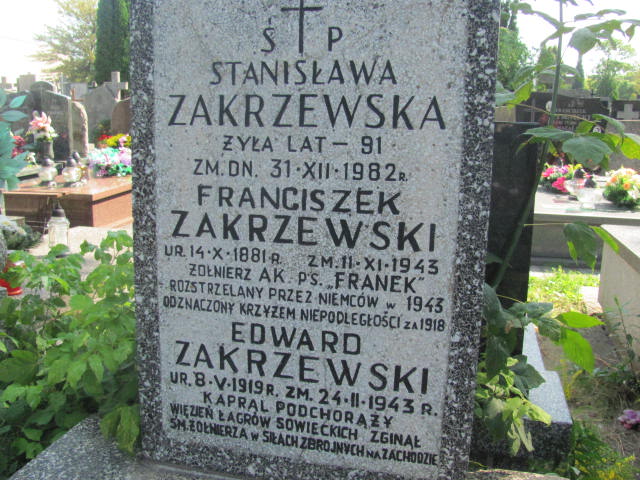 Ś P
STANISŁAWA
ZAKRZEWSKA
ŻYŁA LAT – 91
ZM. DN. 31·XII·1982 R.
FRANCISZEK
ZAKRZEWSKI
UR. 14·X·1881 R. ZM. 11·XI·1943
ŻOŁNIERZ AK. PS. „FRANEK"
ROZSTRZELANY PRZEZ NIEMCÓW W 1943
ODZNACZONY KRZYŻEM NIEPODLEGŁOŚCI ZA 1918
EDWARD
ZAKRZEWSKI
UR. 8·V·1919 R. ZM. 24·II·1943 R.
KAPRAL PODCHORĄŻY
WIĘZIEŃ ŁAGRÓW SOWIECKICH ZGINĄŁ
ŚM. ŻOŁNIERZA W SIŁACH ZBROJNYCH NA ZACHODZIE